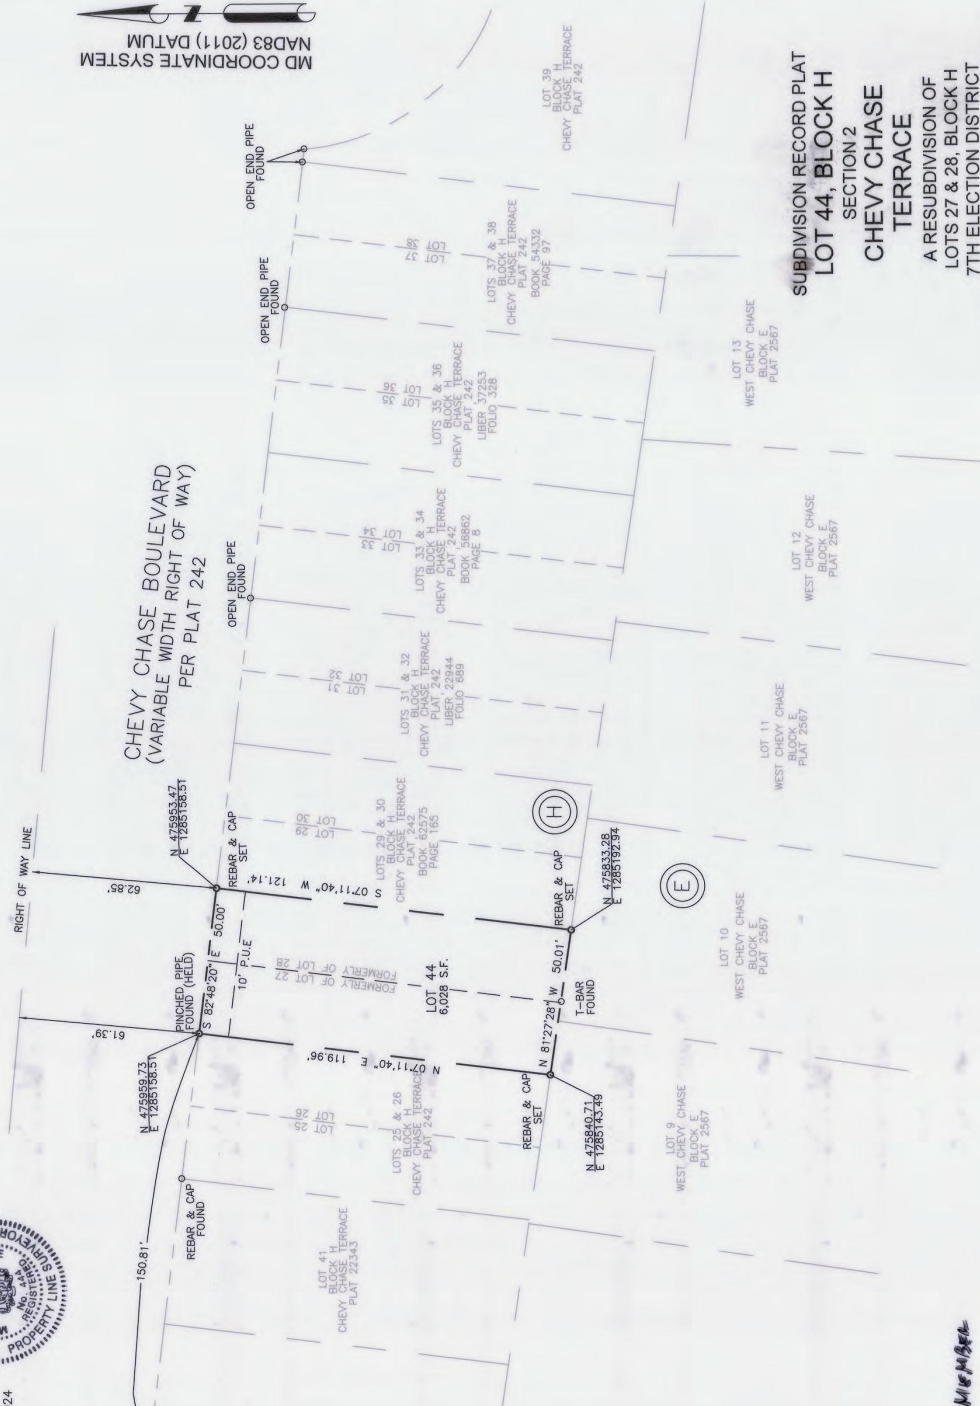 MD COORDINATE SYSTEM
NAD83 (2011) DATUM
SUBDIVISION RECORD PLAT
LOT 44, BLOCK H
SECTION 2
CHEVY CHASE
TERRACE
A RESUBDIVISION OF
LOTS 27 & 28, BLOCK H
7TH ELECTION DISTRICT
CHEVY CHASE BOULEVARD
(VARIABLE WIDTH RIGHT OF WAY)
PER PLAT 242
RIGHT OF WAY LINE
62.85'
61.39'
150.81'
N 475959.73
E 1285158.51
PINCHED PIPE
FOUND (HELD)
N 475953.47
E 1285158.51
REBAR & CAP
SET
S 82°48'20" E 50.00'
10' P.U.E
S 07°11'40" W 121.14'
N 07°11'40" E 119.96'
FORMERLY OF LOT 27
FORMERLY OF LOT 28
LOT 44
6,028 S.F.
N 81°27'28" W 50.01'
T-BAR
FOUND
REBAR & CAP
SET
N 475833.28
E 1285192.94
REBAR & CAP
SET
N 475840.71
E 1285143.49
H
E
REBAR & CAP
FOUND
OPEN END PIPE
FOUND
OPEN END PIPE
FOUND
OPEN END PIPE
FOUND
LOT 41
BLOCK H
CHEVY CHASE TERRACE
PLAT 22343
LOT 25
LOT 26
LOTS 25 & 26
BLOCK H
CHEVY CHASE TERRACE
PLAT 242
LOT 29
LOT 30
LOTS 29 & 30
BLOCK H
CHEVY CHASE TERRACE
PLAT 242
BOOK 62575
PAGE 165
LOT 31
LOT 32
LOTS 31 & 32
BLOCK H
CHEVY CHASE TERRACE
PLAT 242
LIBER 22944
FOLIO 689
LOT 33
LOT 34
LOTS 33 & 34
BLOCK H
CHEVY CHASE TERRACE
PLAT 242
BOOK 56862
PAGE 8
LOT 35
LOT 36
LOTS 35 & 36
BLOCK H
CHEVY CHASE TERRACE
PLAT 242
LIBER 37253
FOLIO 328
LOT 37
LOT 38
LOTS 37 & 38
BLOCK H
CHEVY CHASE TERRACE
PLAT 242
BOOK 54332
PAGE 97
LOT 39
BLOCK H
CHEVY CHASE TERRACE
PLAT 242
LOT 9
WEST CHEVY CHASE
BLOCK E
PLAT 2567
LOT 10
WEST CHEVY CHASE
BLOCK E
PLAT 2567
LOT 11
WEST CHEVY CHASE
BLOCK E
PLAT 2567
LOT 12
WEST CHEVY CHASE
BLOCK E
PLAT 2567
LOT 13
WEST CHEVY CHASE
BLOCK E
PLAT 2567
REGISTERED
PROPERTY LINE SURVEYOR
24
MEMBER